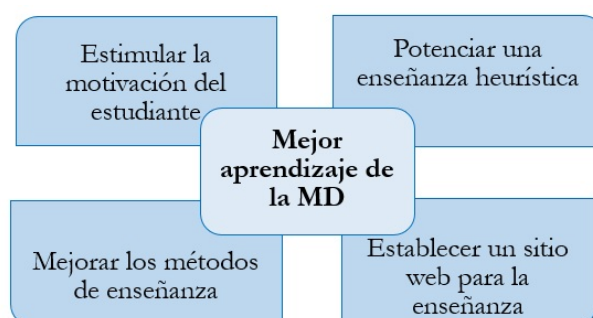 Estimular la
motivación del
estudiante
Potenciar una
enseñanza heurística
Mejor
aprendizaje de
la MD
Mejorar los métodos
de enseñanza
Establecer un sitio
web para la
enseñanza